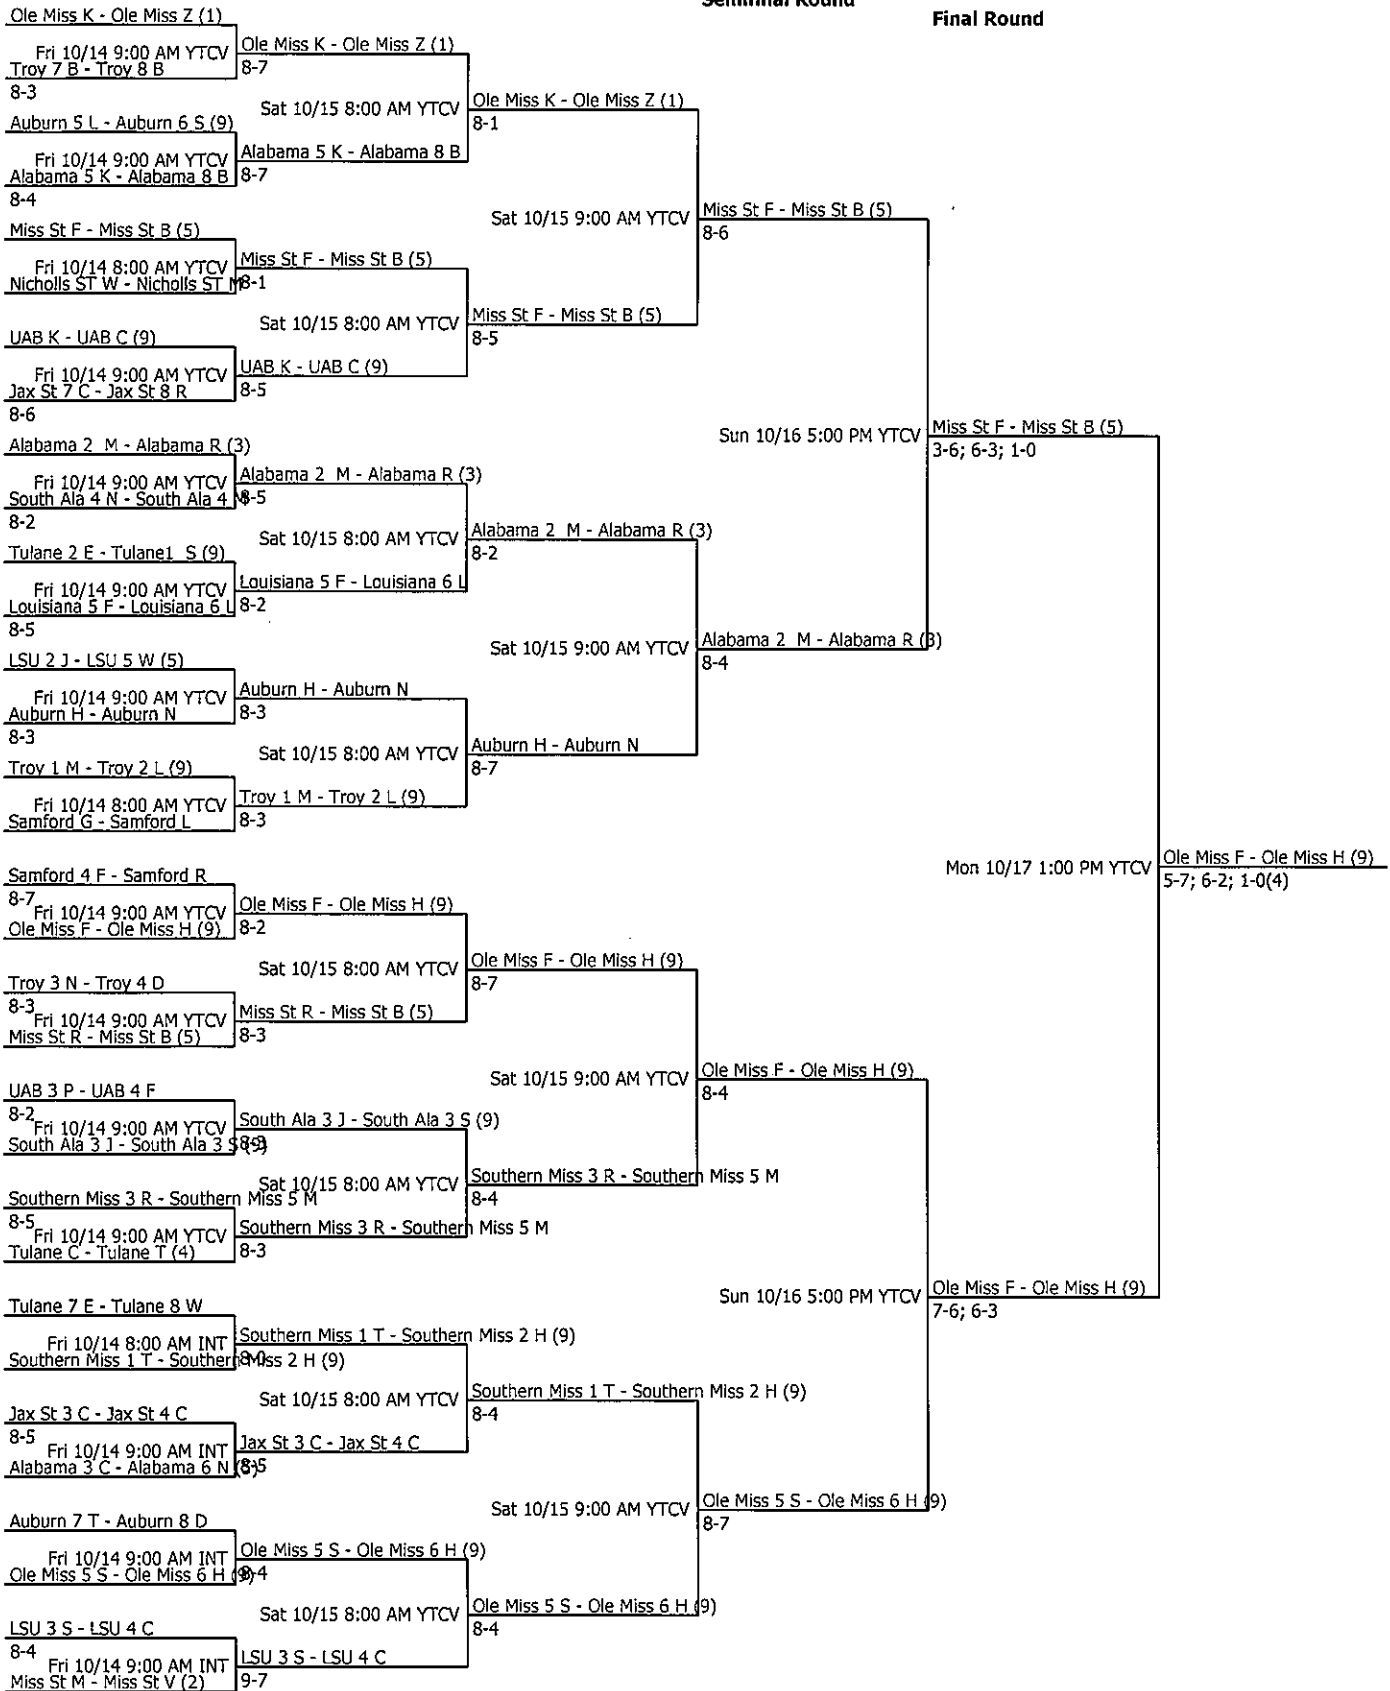 Semifinal Round
Final Round
Ole Miss K - Ole Miss Z (1)
Fri 10/14 9:00 AM YTCV
Troy 7 B - Troy 8 B
8-3
Auburn 5 L - Auburn 6 S (9)
Fri 10/14 9:00 AM YTCV
Alabama 5 K - Alabama 8 B
8-4
Miss St F - Miss St B (5)
Fri 10/14 8:00 AM YTCV
Nicholls ST W - Nicholls ST M
UAB K - UAB C (9)
Fri 10/14 9:00 AM YTCV
Jax St 7 C - Jax St 8 R
8-6
Alabama 2 M - Alabama R (3)
Fri 10/14 9:00 AM YTCV
South Ala 4 N - South Ala 4 M
8-2
Tulane 2 E - Tulane1 S (9)
Fri 10/14 9:00 AM YTCV
Louisiana 5 F - Louisiana 6 L
8-5
LSU 2 J - LSU 5 W (5)
Fri 10/14 9:00 AM YTCV
Auburn H - Auburn N
8-3
Troy 1 M - Troy 2 L (9)
Fri 10/14 8:00 AM YTCV
Samford G - Samford L
Samford 4 F - Samford R
8-7
Fri 10/14 9:00 AM YTCV
Ole Miss F - Ole Miss H (9)
Troy 3 N - Troy 4 D
8-3
Fri 10/14 9:00 AM YTCV
Miss St R - Miss St B (5)
UAB 3 P - UAB 4 F
8-2
Fri 10/14 9:00 AM YTCV
South Ala 3 J - South Ala 3 S (9)
Southern Miss 3 R - Southern Miss 5 M
8-5
Fri 10/14 9:00 AM YTCV
Tulane C - Tulane T (4)
Tulane 7 E - Tulane 8 W
Fri 10/14 8:00 AM INT
Southern Miss 1 T - Southern Miss 2 H (9)
Jax St 3 C - Jax St 4 C
8-5
Fri 10/14 9:00 AM INT
Alabama 3 C - Alabama 6 N
Auburn 7 T - Auburn 8 D
Fri 10/14 9:00 AM INT
Ole Miss 5 S - Ole Miss 6 H (9)
LSU 3 S - LSU 4 C
8-4
Fri 10/14 9:00 AM INT
Miss St M - Miss St V (2)
Ole Miss K - Ole Miss Z (1)
8-7
Sat 10/15 8:00 AM YTCV
Alabama 5 K - Alabama 8 B
8-7
Miss St F - Miss St B (5)
8-1
Sat 10/15 8:00 AM YTCV
UAB K - UAB C (9)
8-5
Alabama 2 M - Alabama R (3)
8-5
Sat 10/15 8:00 AM YTCV
Louisiana 5 F - Louisiana 6 L
8-2
Auburn H - Auburn N
8-3
Sat 10/15 8:00 AM YTCV
Troy 1 M - Troy 2 L (9)
8-3
Ole Miss F - Ole Miss H (9)
8-2
Sat 10/15 8:00 AM YTCV
Miss St R - Miss St B (5)
8-3
South Ala 3 J - South Ala 3 S (9)
Sat 10/15 8:00 AM YTCV
Southern Miss 3 R - Southern Miss 5 M
8-3
Southern Miss 1 T - Southern Miss 2 H (9)
8-0
Sat 10/15 8:00 AM YTCV
Jax St 3 C - Jax St 4 C
8-5
Ole Miss 5 S - Ole Miss 6 H (9)
8-4
Sat 10/15 8:00 AM YTCV
LSU 3 S - LSU 4 C
9-7
Ole Miss K - Ole Miss Z (1)
8-1
Sat 10/15 9:00 AM YTCV
Miss St F - Miss St B (5)
8-5
Alabama 2 M - Alabama R (3)
8-2
Sat 10/15 9:00 AM YTCV
Auburn H - Auburn N
8-7
Ole Miss F - Ole Miss H (9)
8-7
Sat 10/15 9:00 AM YTCV
Southern Miss 3 R - Southern Miss 5 M
8-4
Southern Miss 1 T - Southern Miss 2 H (9)
8-4
Sat 10/15 9:00 AM YTCV
Ole Miss 5 S - Ole Miss 6 H (9)
8-4
Miss St F - Miss St B (5)
8-6
Sun 10/16 5:00 PM YTCV
Alabama 2 M - Alabama R (3)
8-4
Ole Miss F - Ole Miss H (9)
8-4
Sun 10/16 5:00 PM YTCV
Ole Miss 5 S - Ole Miss 6 H (9)
8-7
Miss St F - Miss St B (5)
3-6; 6-3; 1-0
Mon 10/17 1:00 PM YTCV
Ole Miss F - Ole Miss H (9)
7-6; 6-3
Ole Miss F - Ole Miss H (9)
5-7; 6-2; 1-0(4)